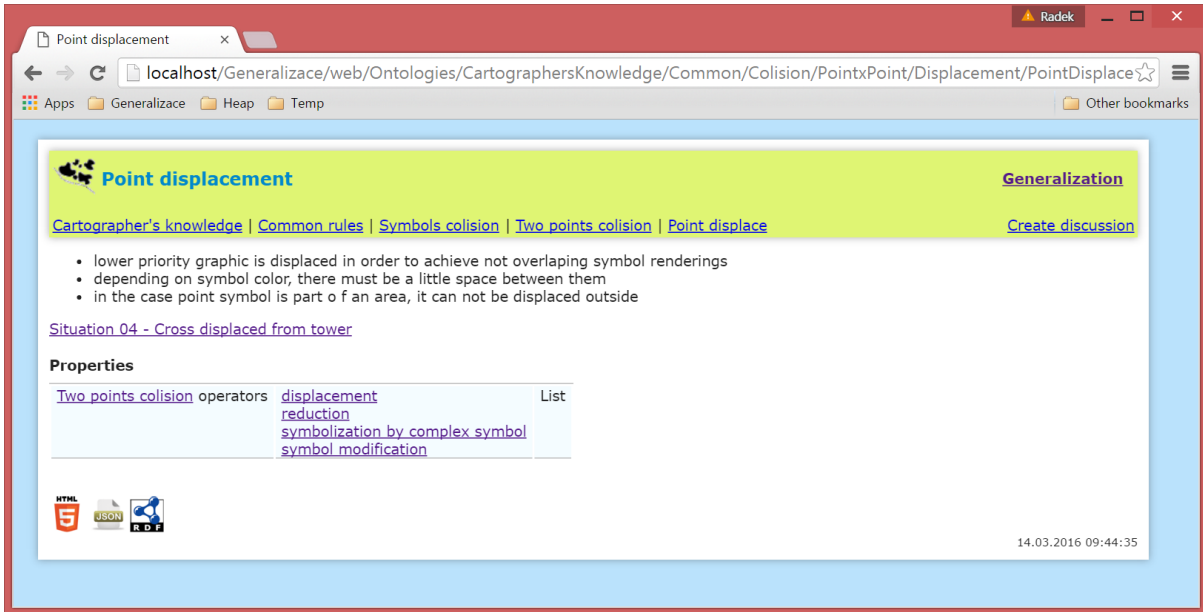 Radek
Point displacement
localhost/Generalizace/web/Ontologies/CartographersKnowledge/Common/Colision/PointxPoint/Displacement/PointDisplace
Apps Generalizace Heap Temp Other bookmarks
Point displacement Generalization
Cartographer's knowledge | Common rules | Symbols colision | Two points colision | Point displace Create discussion
• lower priority graphic is displaced in order to achieve not overlaping symbol renderings
• depending on symbol color, there must be a little space between them
• in the case point symbol is part o f an area, it can not be displaced outside
Situation 04 - Cross displaced from tower
Properties
Two points colision operators displacement List
reduction
symbolization by complex symbol
symbol modification
HTML 5 JSON RDF
14.03.2016 09:44:35